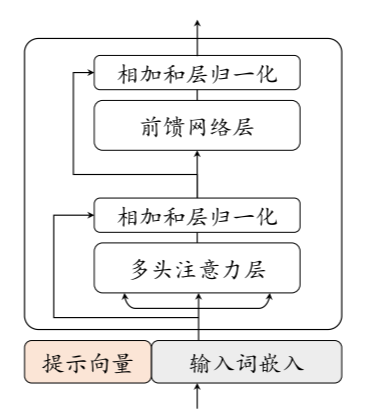 相加和层归一化
前馈网络层
相加和层归一化
多头注意力层
提示向量 输入词嵌入